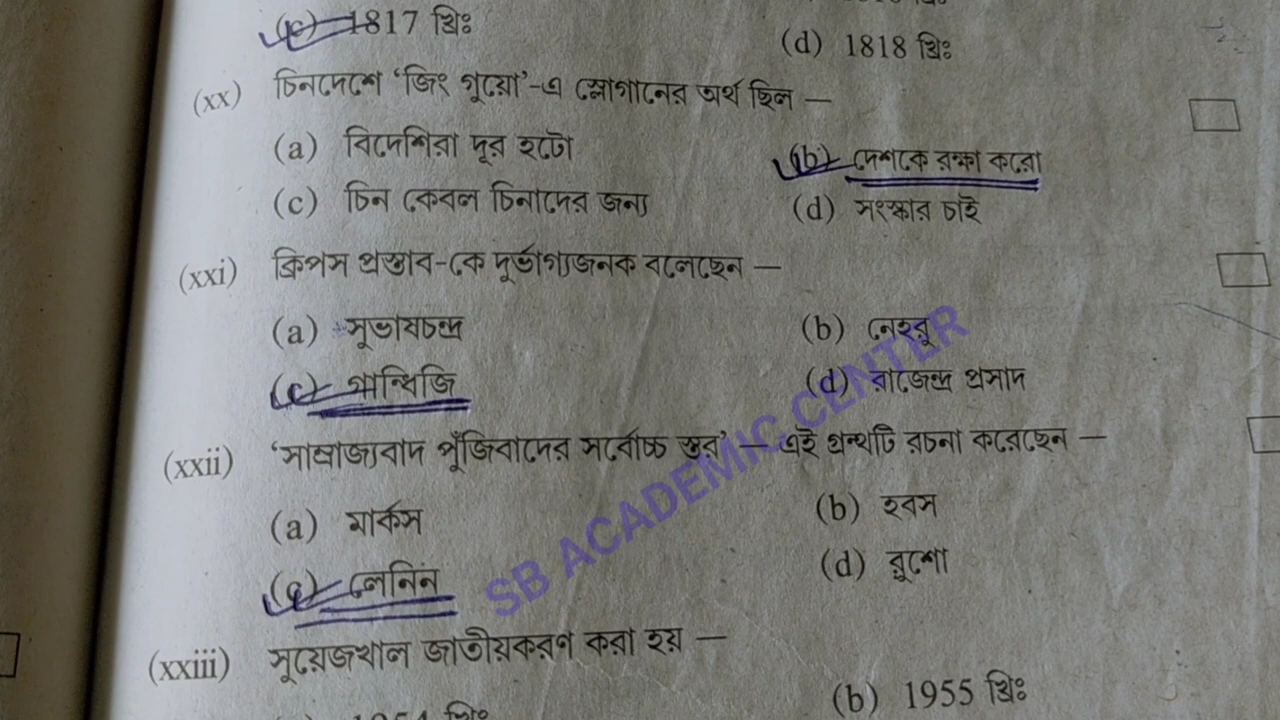 (c) 1817 খ্রিঃ
(d) 1818 খ্রিঃ
(xx) চিনদেশে ‘জিং গুয়ো’-এ স্লোগানের অর্থ ছিল —
(a) বিদেশিরা দূর হটো
(b) দেশকে রক্ষা করো
(c) চিন কেবল চিনাদের জন্য
(d) সংস্কার চাই
(xxi) ক্রিপস প্রস্তাব-কে দুর্ভাগ্যজনক বলেছেন —
(a) সুভাষচন্দ্র
(b) নেহরু
(c) গান্ধিজি
(d) রাজেন্দ্র প্রসাদ
(xxii) ‘সাম্রাজ্যবাদ পুঁজিবাদের সর্বোচ্চ স্তর’ — এই গ্রন্থটি রচনা করেছেন —
(a) মার্কস
(b) হবস
(c) লেনিন
(d) রুশো
SB ACADEMIC CENTER
(xxiii) সুয়েজখাল জাতীয়করণ করা হয় —
(b) 1955 খ্রিঃ